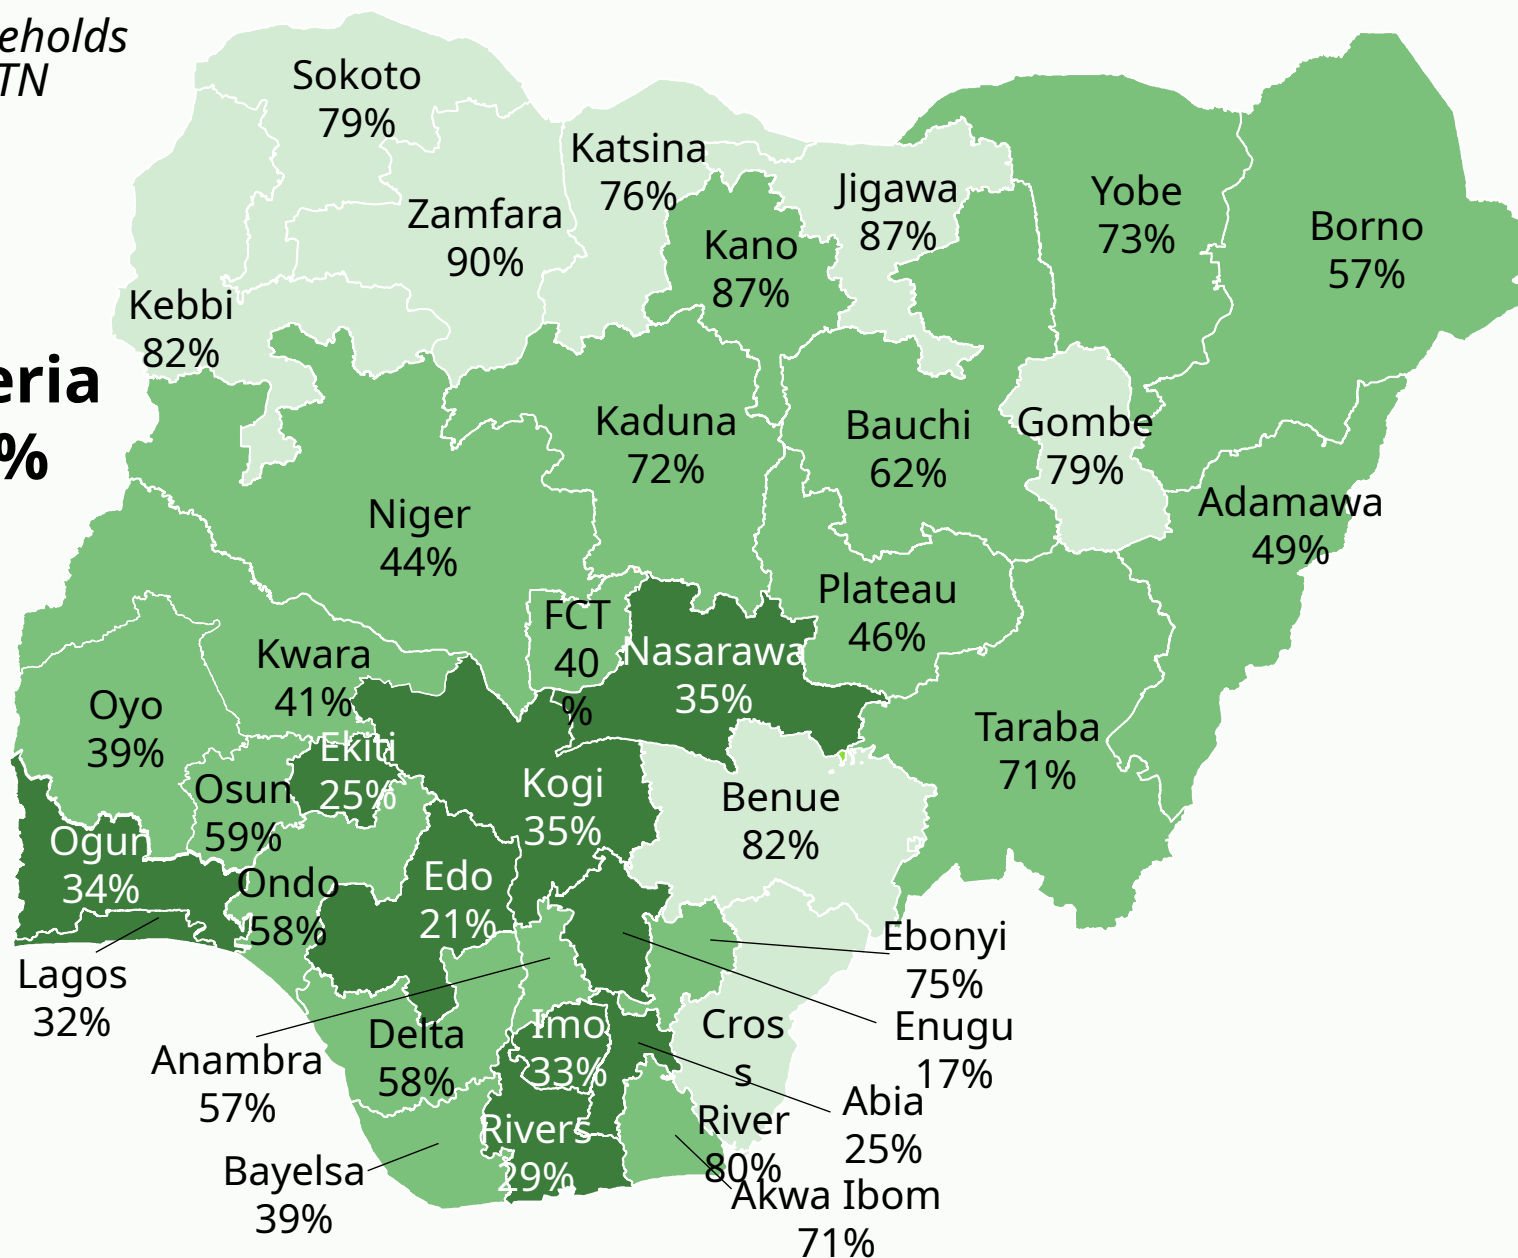 eholds
TN
Sokoto
79%
Katsina
76%
Jigawa
87%
Yobe
73%
Zamfara
90%
Kano
87%
Borno
57%
Kebbi
82%
eria
%
Kaduna
72%
Bauchi
62%
Gombe
79%
Niger
44%
Adamawa
49%
Plateau
46%
FCT
40
%
Nasarawa
35%
Kwara
41%
Oyo
39%
Taraba
71%
Ekiti
25%
Osun
59%
Kogi
35%
Benue
82%
Ogun
34%
Ondo
58%
Edo
21%
Ebonyi
75%
Lagos
32%
Enugu
17%
Anambra
57%
Delta
58%
Imo
33%
Cros
s
River
80%
Abia
25%
Rivers
29%
Bayelsa
39%
Akwa Ibom
71%